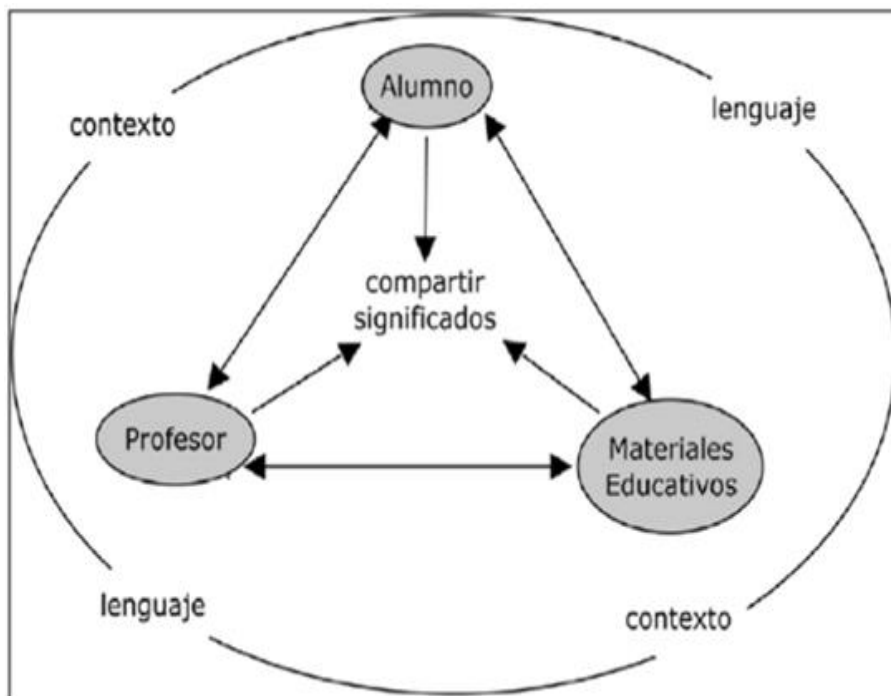 Alumno
contexto
lenguaje
compartir
significados
Profesor
Materiales
Educativos
lenguaje
contexto